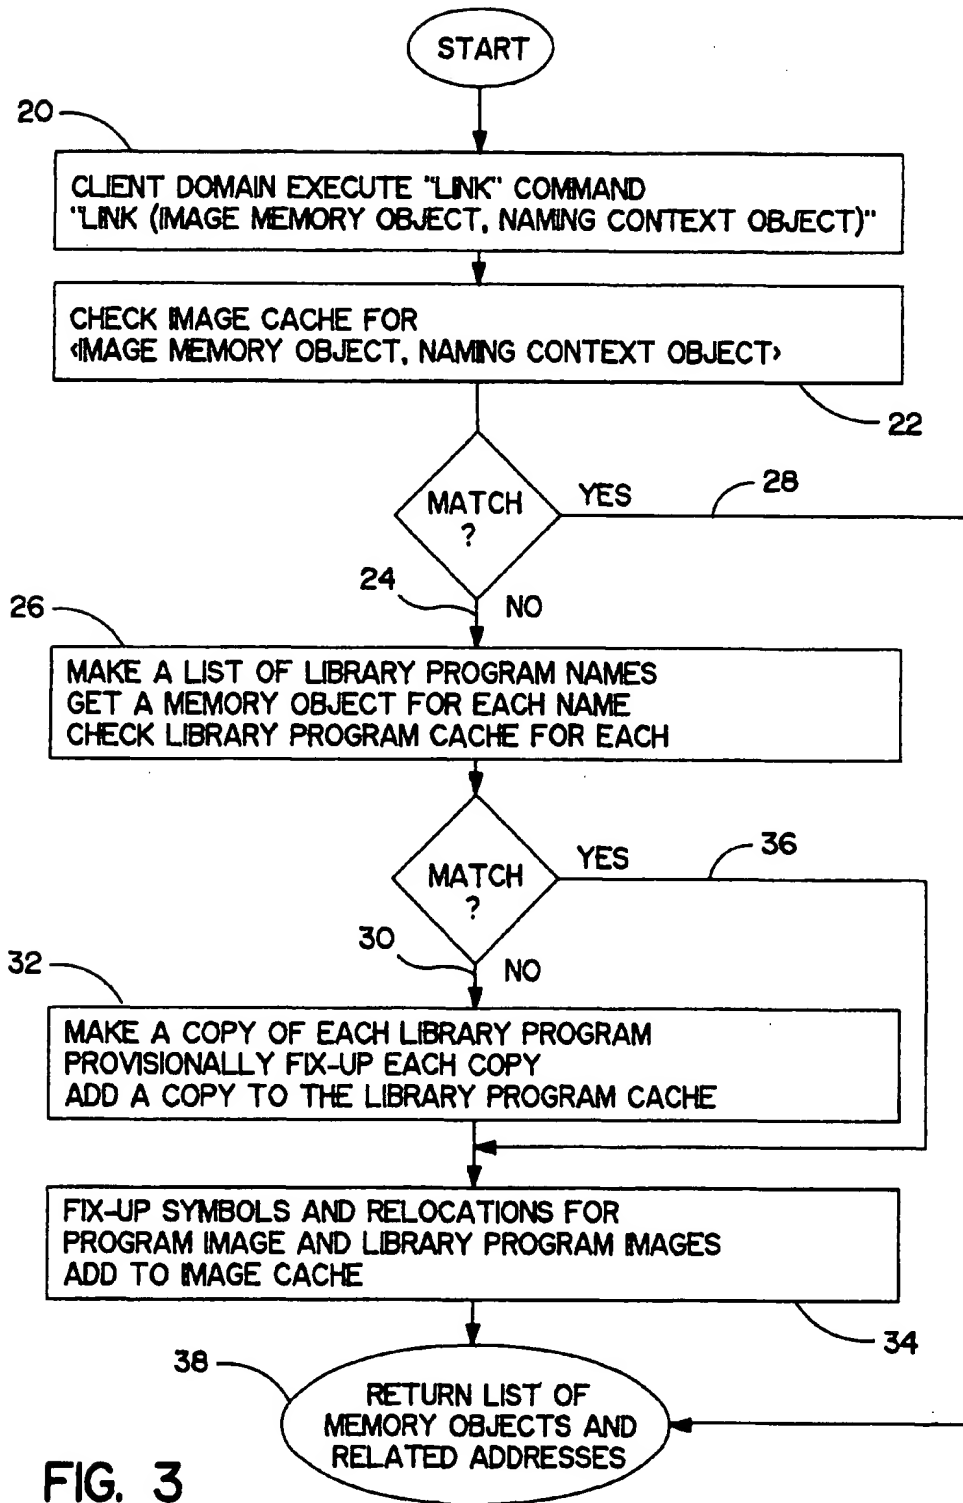 START
20
CLIENT DOMAIN EXECUTE "LINK" COMMAND
"LINK (IMAGE MEMORY OBJECT, NAMING CONTEXT OBJECT)"
CHECK IMAGE CACHE FOR
<IMAGE MEMORY OBJECT, NAMING CONTEXT OBJECT>
22
MATCH
?
YES
28
24
NO
26
MAKE A LIST OF LIBRARY PROGRAM NAMES
GET A MEMORY OBJECT FOR EACH NAME
CHECK LIBRARY PROGRAM CACHE FOR EACH
MATCH
?
YES
36
30
NO
32
MAKE A COPY OF EACH LIBRARY PROGRAM
PROVISIONALLY FIX-UP EACH COPY
ADD A COPY TO THE LIBRARY PROGRAM CACHE
FIX-UP SYMBOLS AND RELOCATIONS FOR
PROGRAM IMAGE AND LIBRARY PROGRAM IMAGES
ADD TO IMAGE CACHE
34
38
RETURN LIST OF
MEMORY OBJECTS AND
RELATED ADDRESSES
FIG. 3